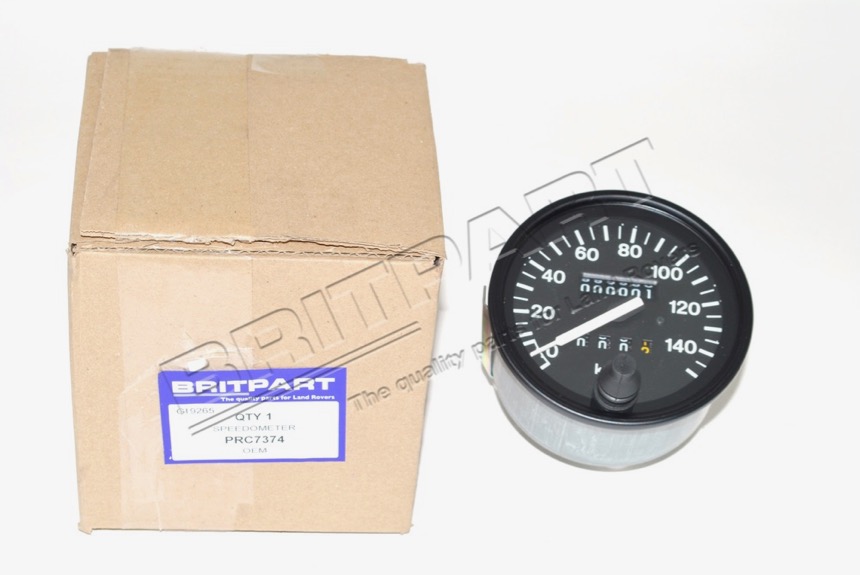 BRITPART
The quality parts for Land Rovers
BRITPART
The quality parts for Land Rovers
QTY 1
SPEEDOMETER
PRC7374
OEM
0 20 40 60 80 100 120 140
000001